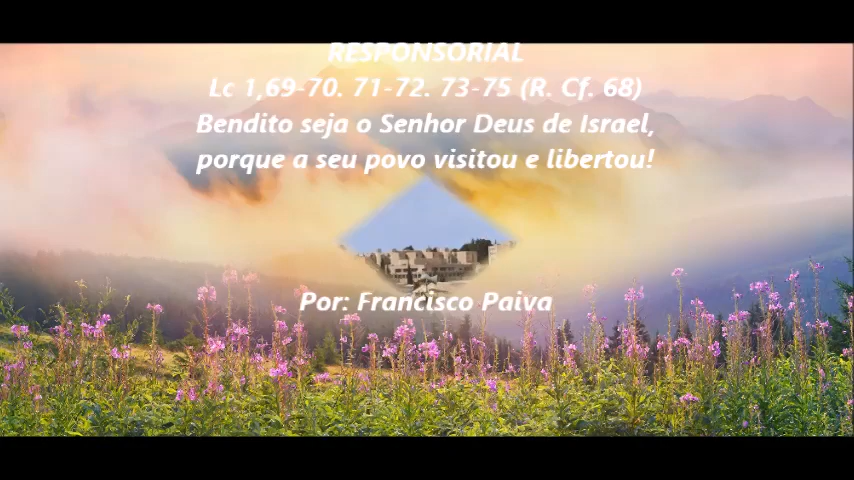 RESPONSORIAL
Lc 1,69-70. 71-72. 73-75 (R. Cf. 68)
Bendito seja o Senhor Deus de Israel,
porque a seu povo visitou e libertou!
Por: Francisco Paiva